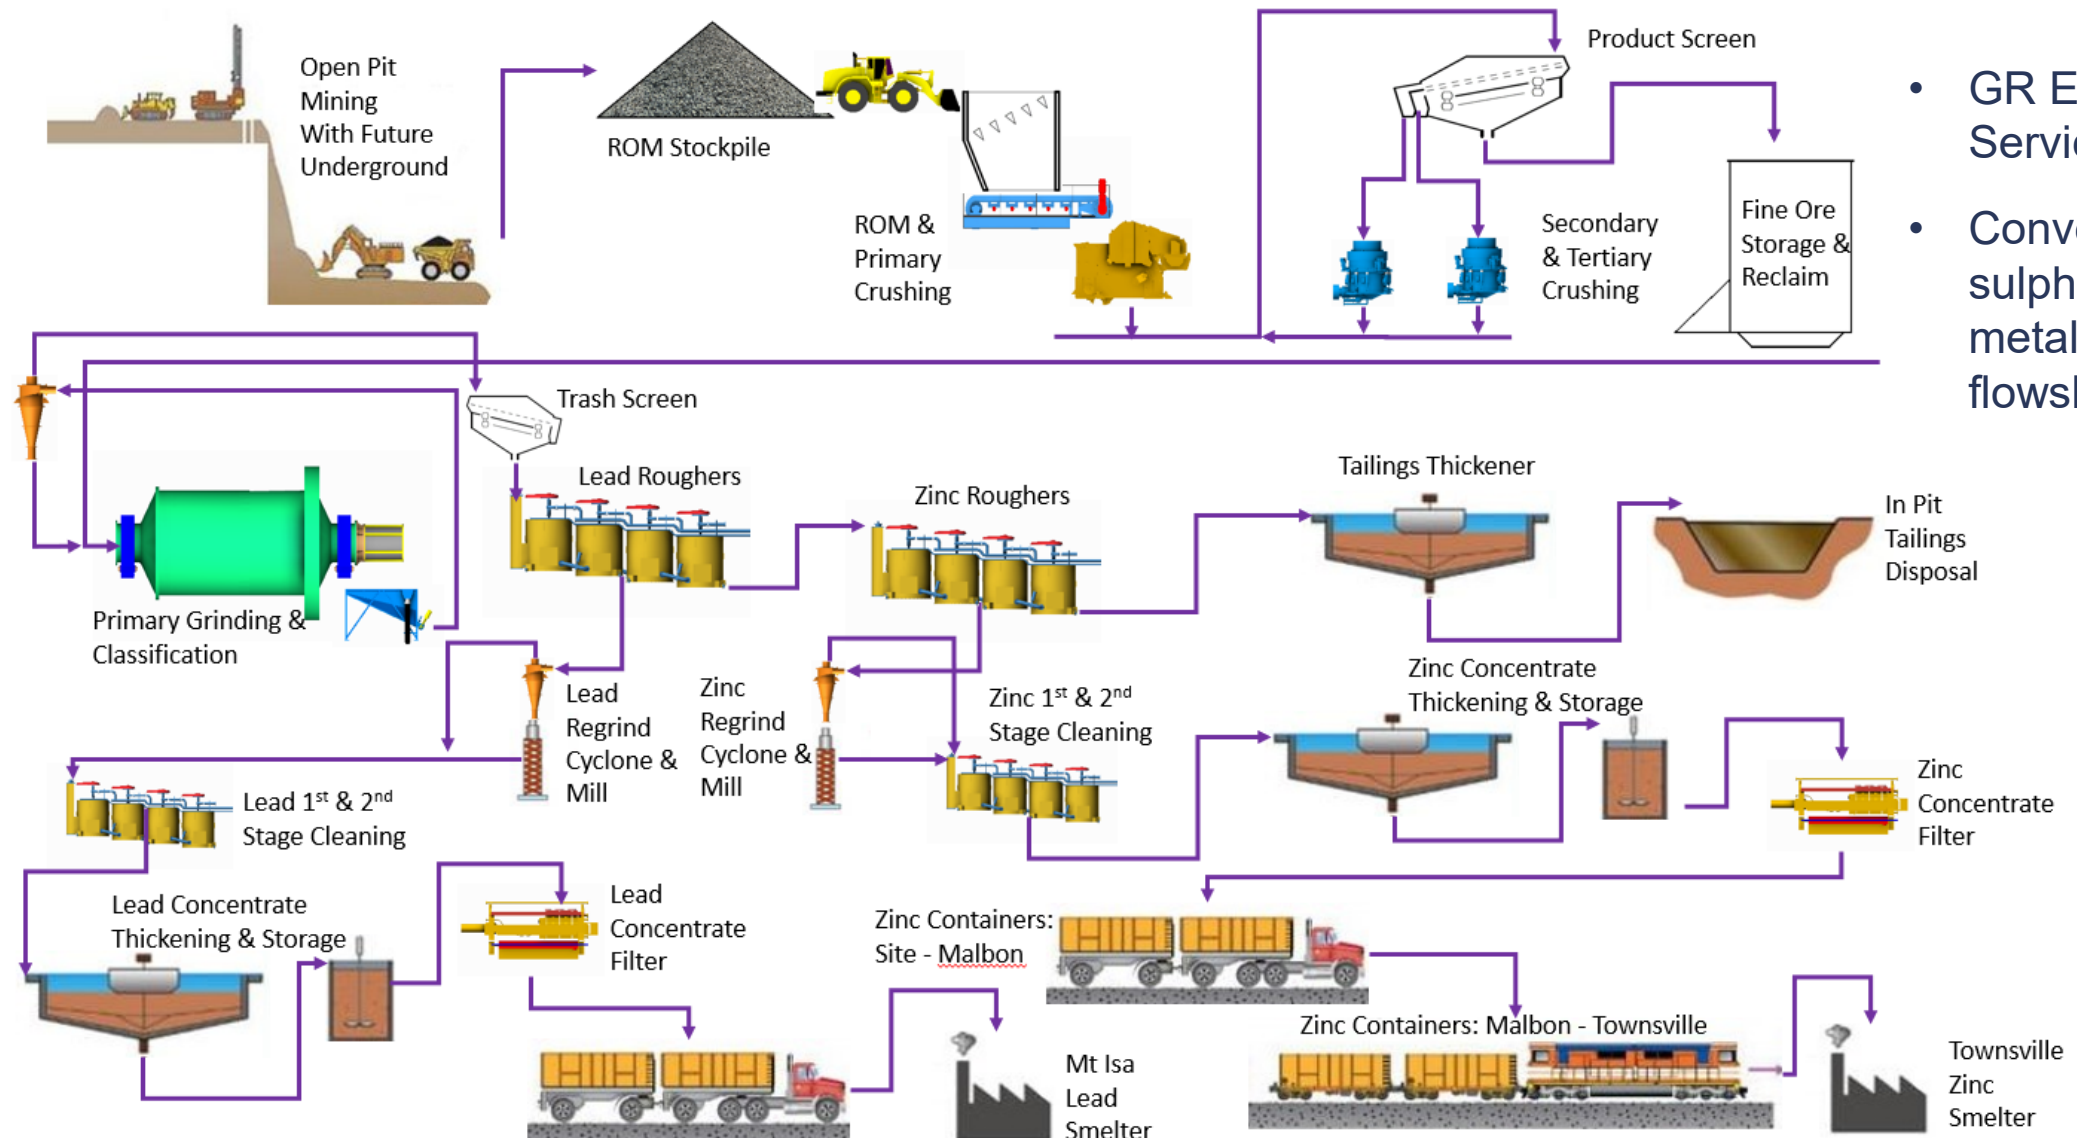 Open Pit
Mining
With Future
Underground
ROM Stockpile
ROM &
Primary
Crushing
Product Screen
Secondary
& Tertiary
Crushing
Fine Ore
Storage &
Reclaim
• GR E
Servi
• Conv
sulph
metal
flows
Trash Screen
Primary Grinding &
Classification
Lead Roughers
Zinc Roughers
Tailings Thickener
In Pit
Tailings
Disposal
Lead
Regrind
Cyclone &
Mill
Zinc
Regrind
Cyclone &
Mill
Zinc 1st & 2nd
Stage Cleaning
Zinc Concentrate
Thickening & Storage
Zinc
Concentrate
Filter
Lead 1st & 2nd
Stage Cleaning
Lead Concentrate
Thickening & Storage
Lead
Concentrate
Filter
Zinc Containers:
Site - Malbon
Zinc Containers: Malbon - Townsville
Mt Isa
Lead
Smelter
Townsville
Zinc
Smelter